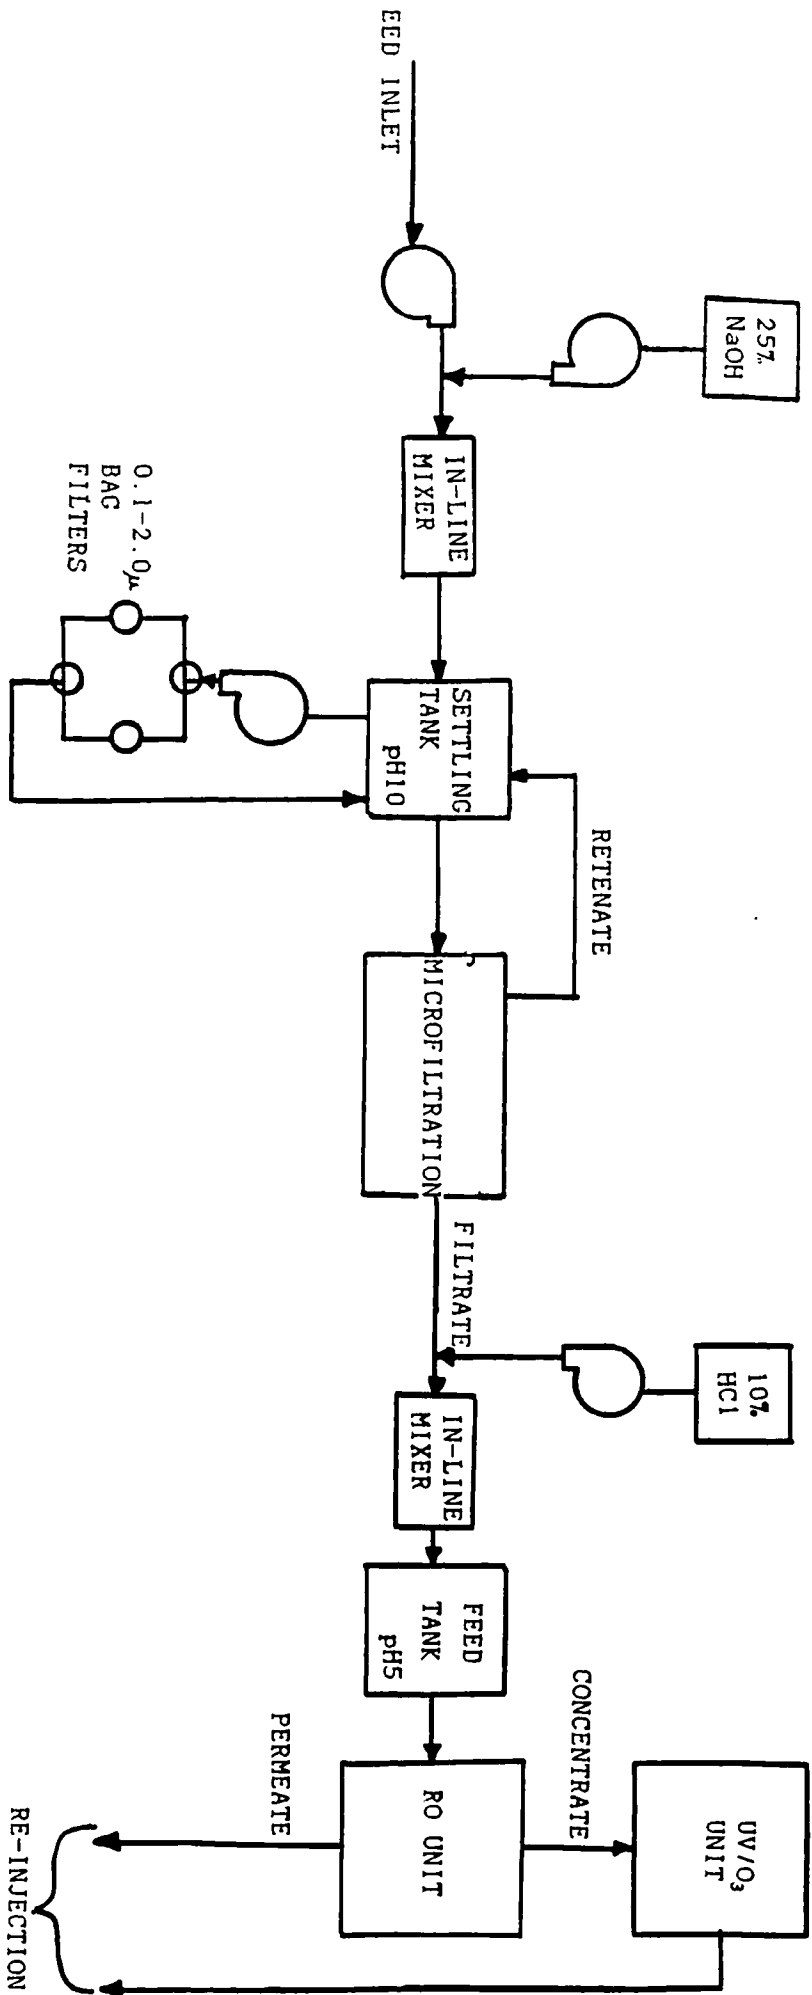 EED INLET
25%
NaOH
IN-LINE
MIXER
0.1-2.0μ
BAG
FILTERS
SETTLING
TANK
pH10
RETENATE
MICROFILTRATION
FILTRATE
10%
HCl
IN-LINE
MIXER
FEED
TANK
pH5
RO UNIT
CONCENTRATE
UV/O₃
UNIT
PERMEATE
RE-INJECTION